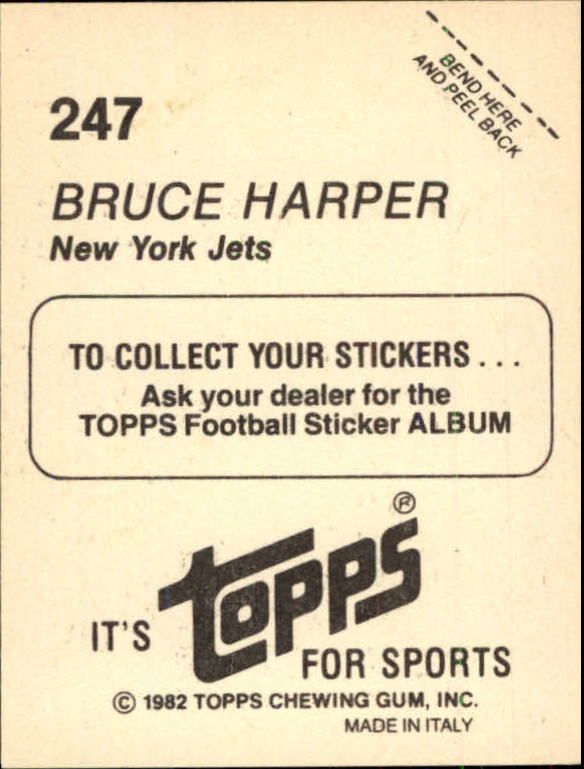 BEND HERE
AND PEEL BACK
247
BRUCE HARPER
New York Jets
TO COLLECT YOUR STICKERS . . .
Ask your dealer for the
TOPPS Football Sticker ALBUM
IT'S topps ®
FOR SPORTS
© 1982 TOPPS CHEWING GUM, INC.
MADE IN ITALY